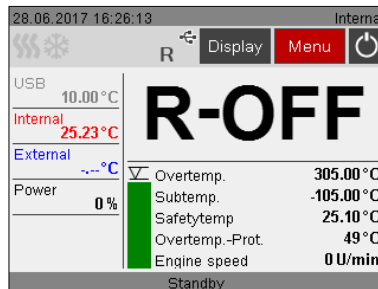 28.06.2017 16:26:13 Interna
R Display Menu
USB
10.00°C
Internal
25.23°C
External
-.--°C
Power
0%
R-OFF
Overtemp. 305.00°C
Subtemp. -105.00°C
Safetytemp 25.10°C
Overtemp.-Prot. 49°C
Engine speed 0 U/min
Standby